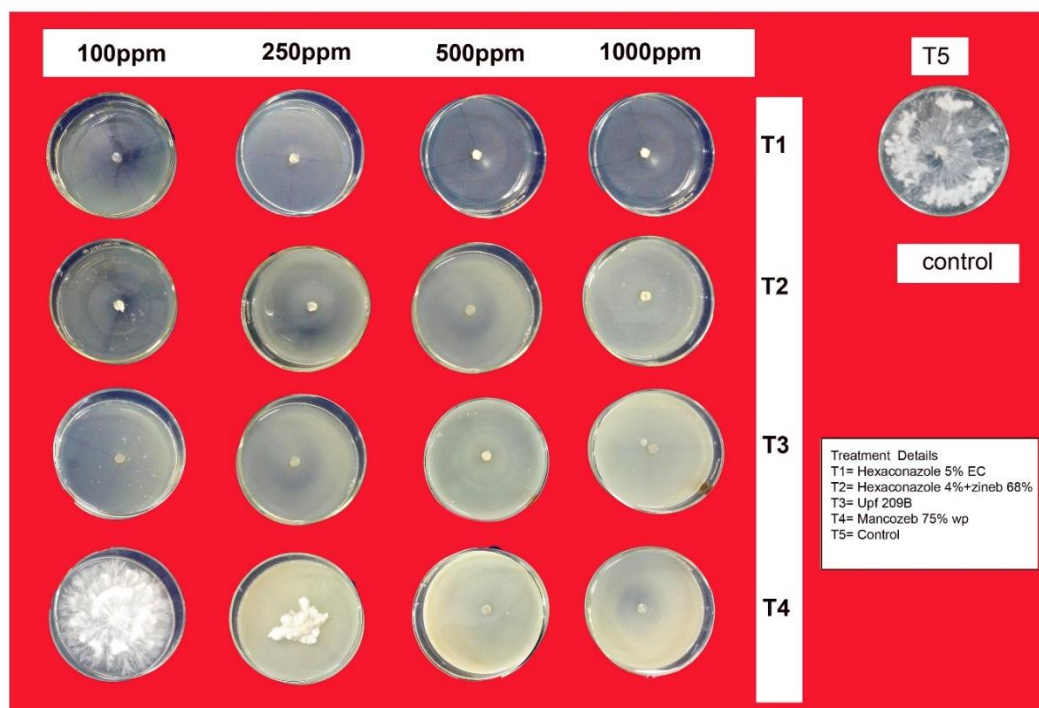 100ppm 250ppm 500ppm 1000ppm
T5
T1
control
T2
T3
Treatment Details
T1= Hexaconazole 5% EC
T2= Hexaconazole 4%+zineb 68%
T3= Upf 209B
T4= Mancozeb 75% wp
T5= Control
T4